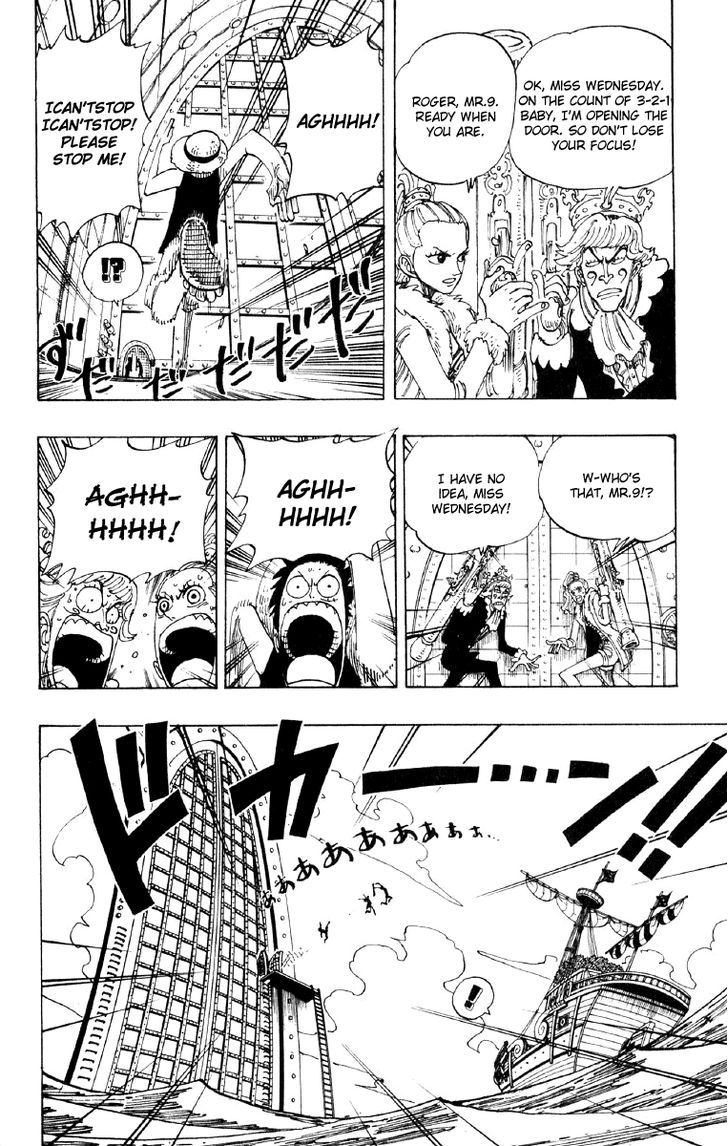 OK, MISS WEDNESDAY.
ON THE COUNT OF 3-2-1
BABY, I'M OPENING THE
DOOR. SO DON'T LOSE
YOUR FOCUS!
ROGER, MR.9.
READY WHEN
YOU ARE.
AGHHHH!
ICAN'TSTOP
ICAN'TSTOP!
PLEASE
STOP ME!
!?
ずだだだだだ
W-WHO'S
THAT, MR.9!?
I HAVE NO
IDEA, MISS
WEDNESDAY!
AGHH-
HHHH!
AGHH-
HHHH!
ドカーーン!!
ああああああああぁ...
!!